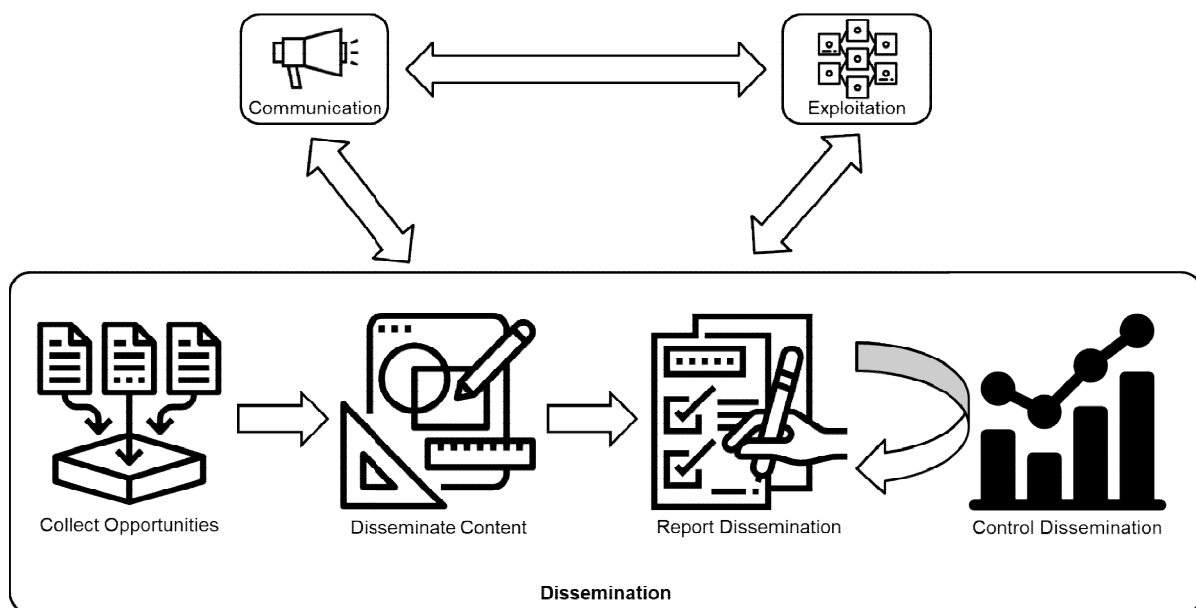 Communication
Exploitation
Collect Opportunities
Disseminate Content
Report Dissemination
Control Dissemination
Dissemination